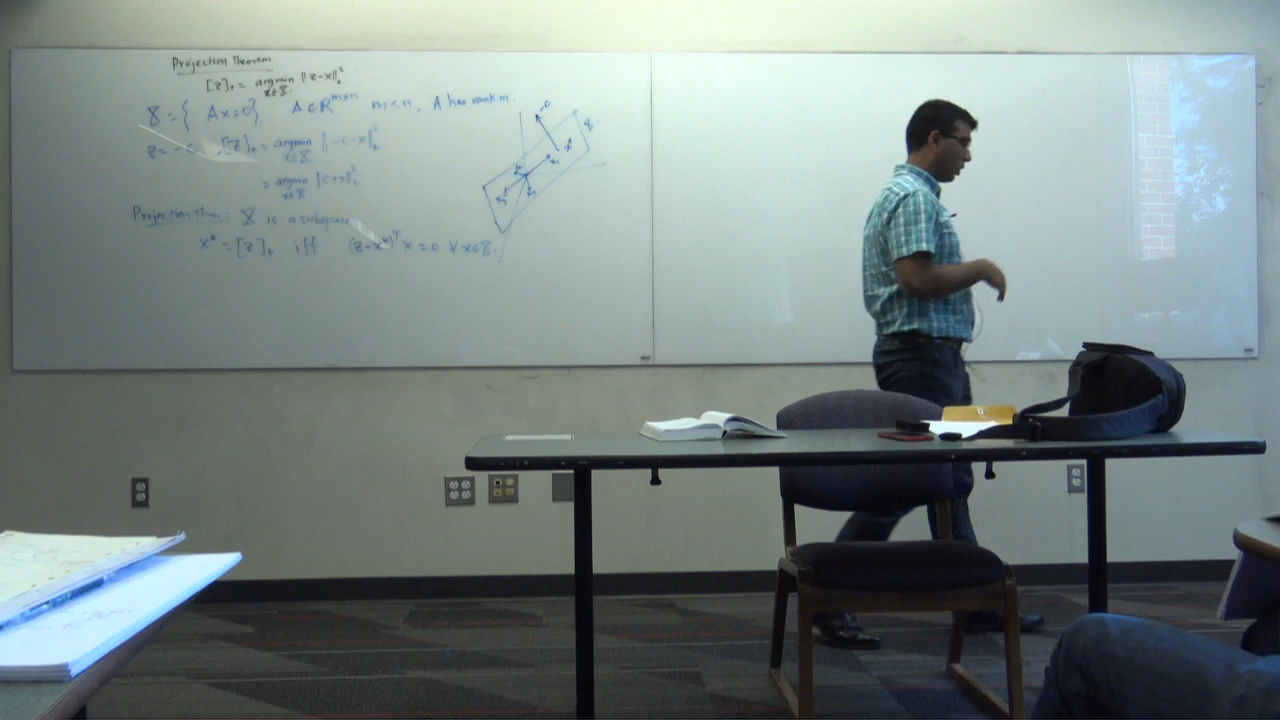 Projection Theorem
[z]₊ = argmin x∈𝕏 ‖z-x‖₂²
𝕏 = { Ax=0}, A∈ℝ^{m×n} m<n, A has rank m.
z = -c [z]₊ = argmin x∈𝕏 ‖-c-x‖₂²
= argmin x∈𝕏 ‖c+x‖₂²
Projection thm: 𝕏 is a subspace
x* = [z]₊ iff (z-x*)ᵀx = 0 ∀ x∈𝕏.
-c
𝕏